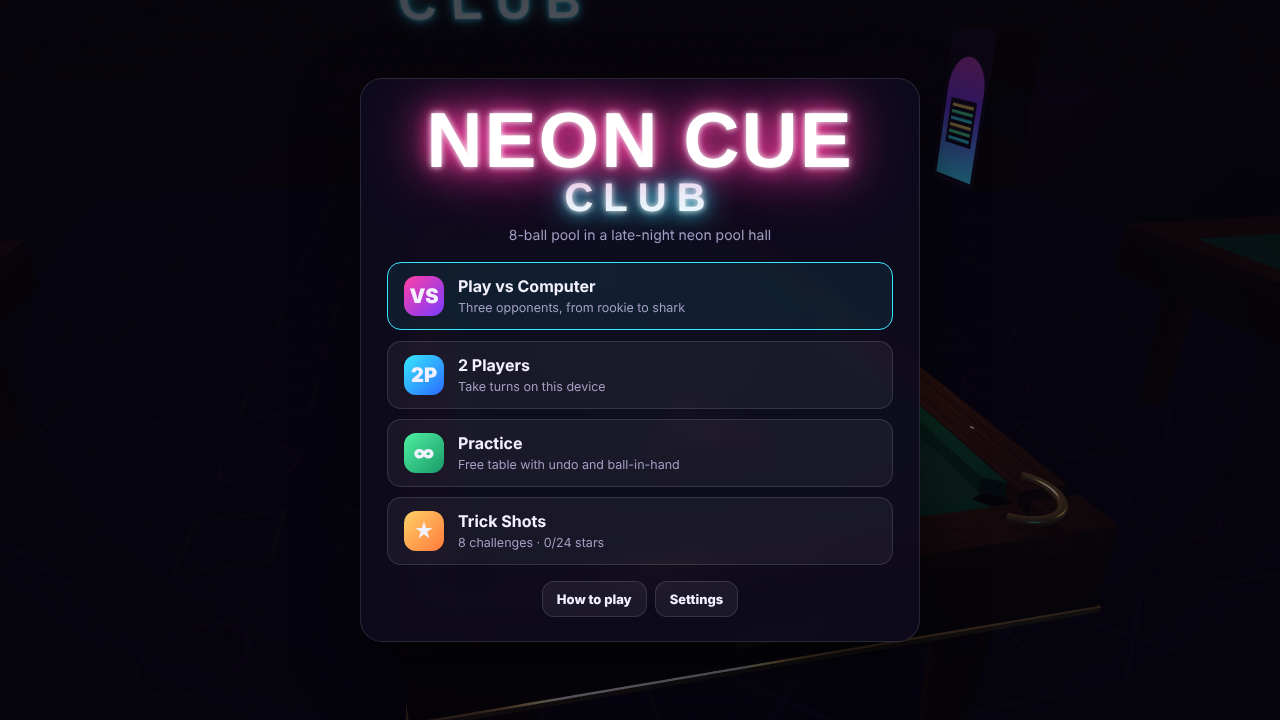 CLUB
NEON CUE
CLUB
8-ball pool in a late-night neon pool hall
VS
Play vs Computer
Three opponents, from rookie to shark
2P
2 Players
Take turns on this device
∞
Practice
Free table with undo and ball-in-hand
★
Trick Shots
8 challenges · 0/24 stars
How to play
Settings